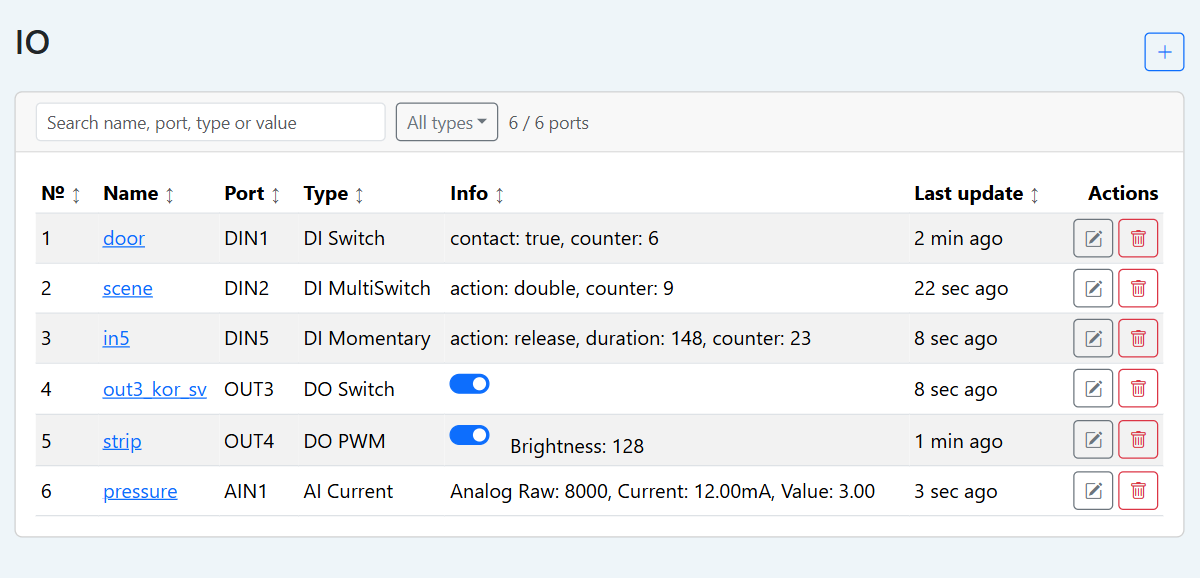 IO
Search name, port, type or value All types 6 / 6 ports
№ Name Port Type Info Last update Actions
1 door DIN1 DI Switch contact: true, counter: 6 2 min ago
2 scene DIN2 DI MultiSwitch action: double, counter: 9 22 sec ago
3 in5 DIN5 DI Momentary action: release, duration: 148, counter: 23 8 sec ago
4 out3_kor_sv OUT3 DO Switch 8 sec ago
5 strip OUT4 DO PWM Brightness: 128 1 min ago
6 pressure AIN1 AI Current Analog Raw: 8000, Current: 12.00mA, Value: 3.00 3 sec ago